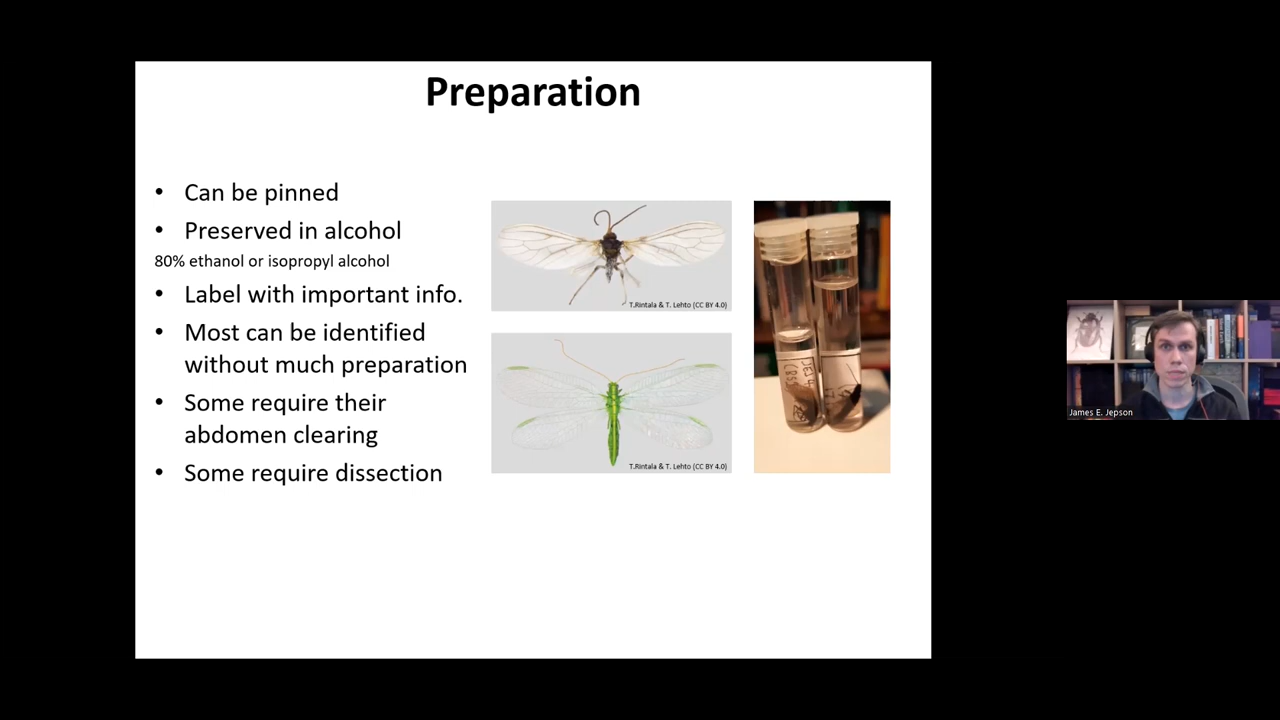 Preparation
• Can be pinned
• Preserved in alcohol
80% ethanol or isopropyl alcohol
• Label with important info.
• Most can be identified
without much preparation
• Some require their
abdomen clearing
• Some require dissection
T.Rintala & T. Lehto (CC BY 4.0)
T.Rintala & T. Lehto (CC BY 4.0)
James E. Jepson